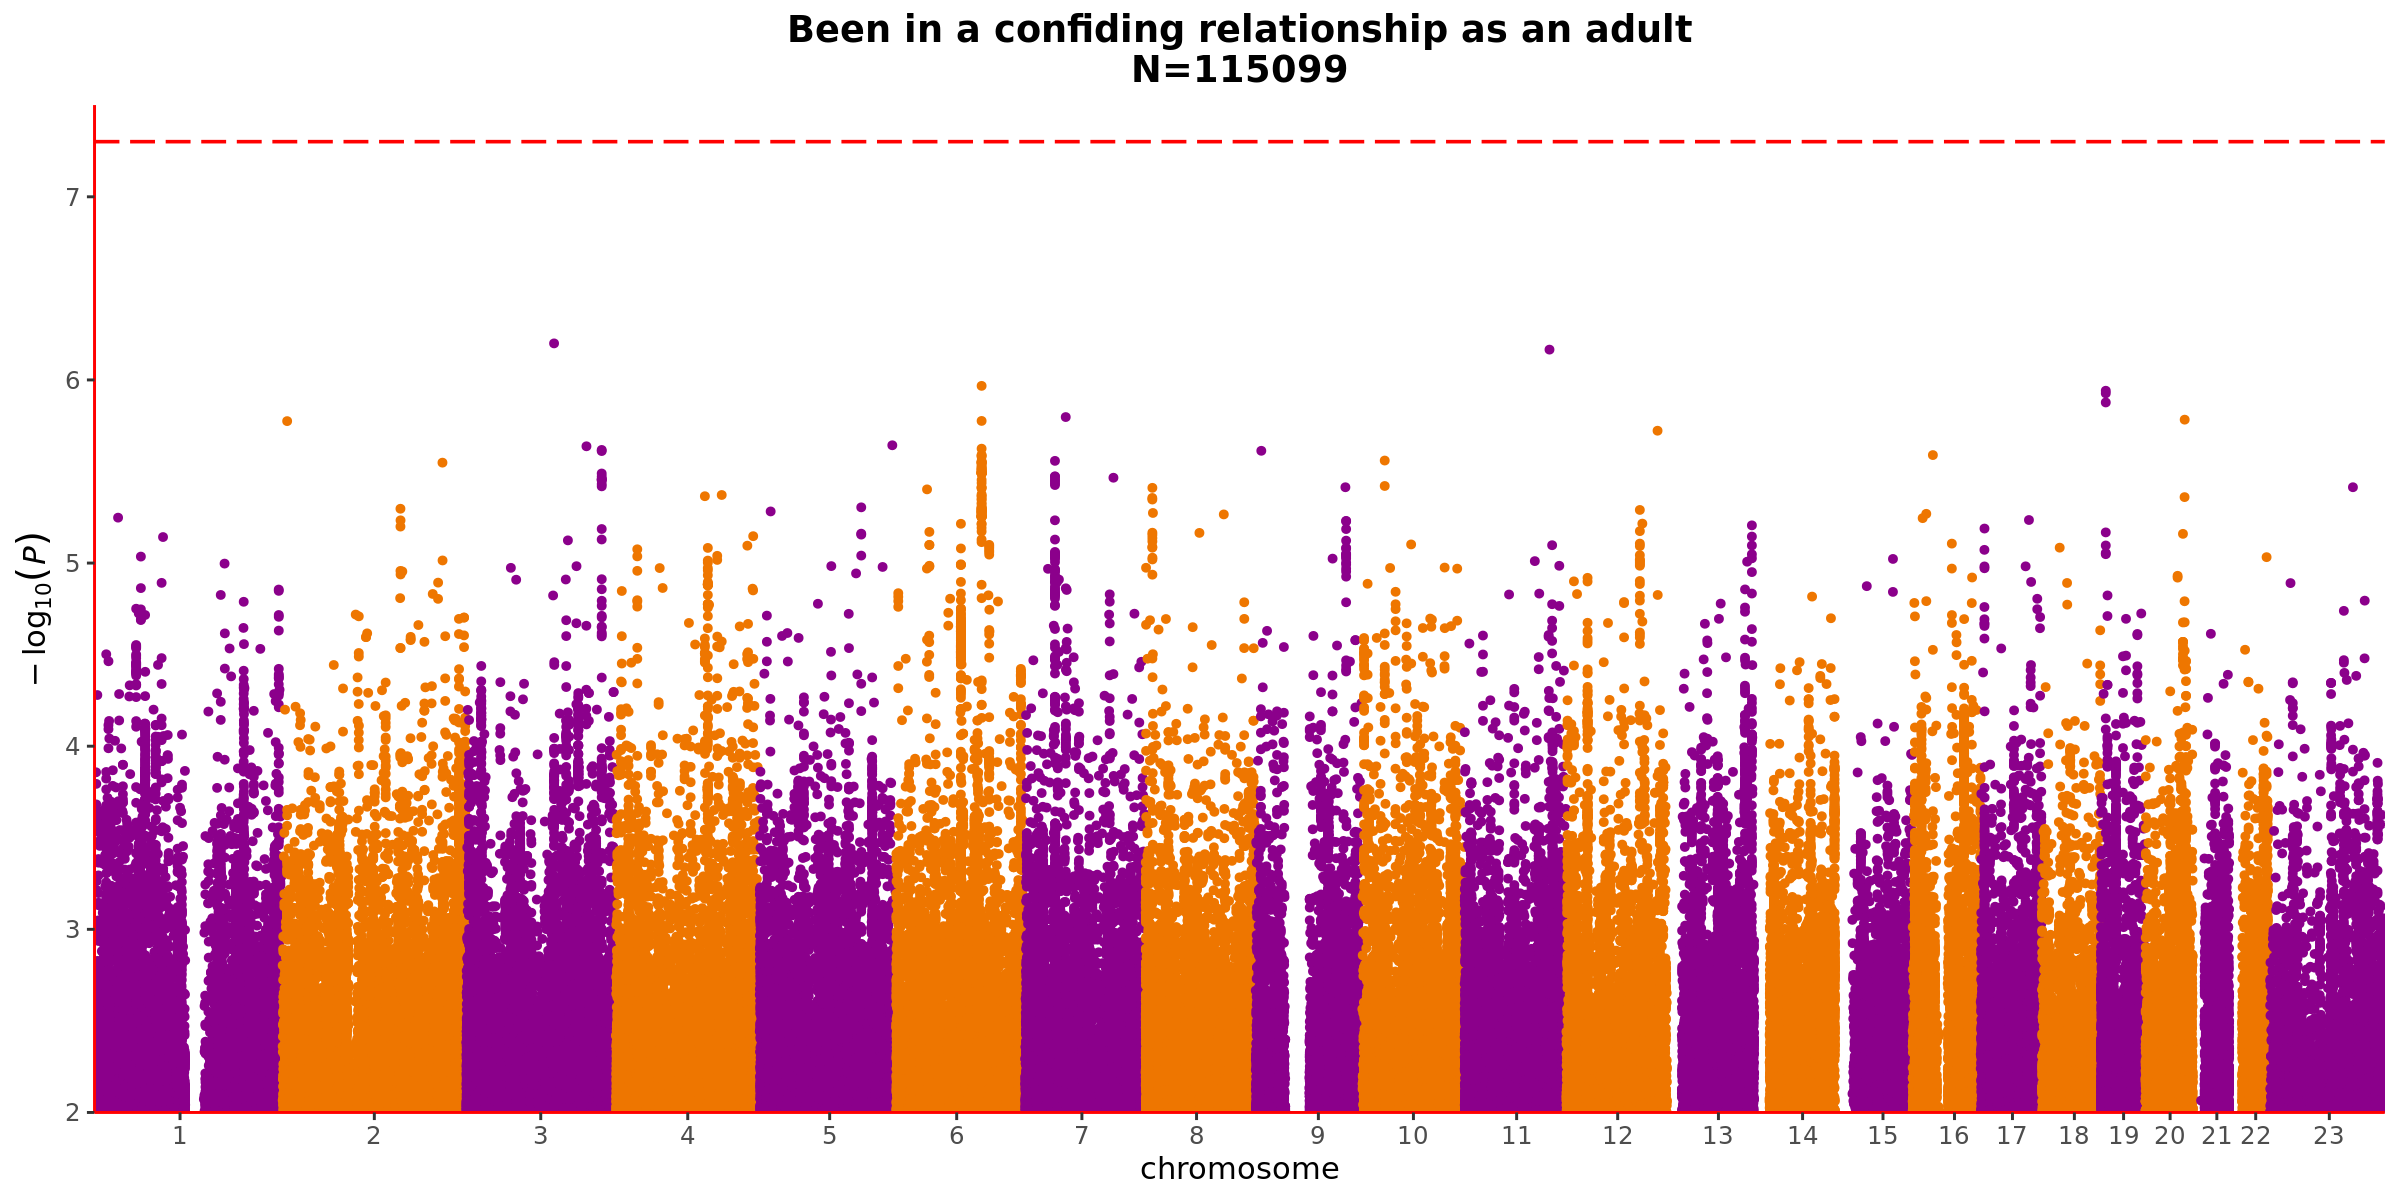 Been in a confiding relationship as an adult
N=115099
7
6
5
4
3
2
−log10(P)
1 2 3 4 5 6 7 8 9 10 11 12 13 14 15 16 17 18 19 20 21 22 23
chromosome